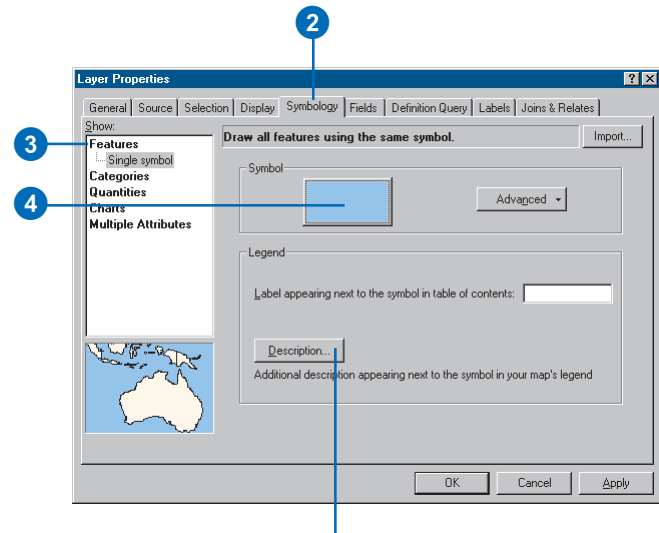 2
Layer Properties
General Source Selection Display Symbology Fields Definition Query Labels Joins & Relates
Show:
3
Features
Single symbol
Categories
Quantities
Charts
Multiple Attributes
4
Draw all features using the same symbol.
Import...
Symbol
Advanced
Legend
Label appearing next to the symbol in table of contents:
Description...
Additional description appearing next to the symbol in your map's legend
OK Cancel Apply